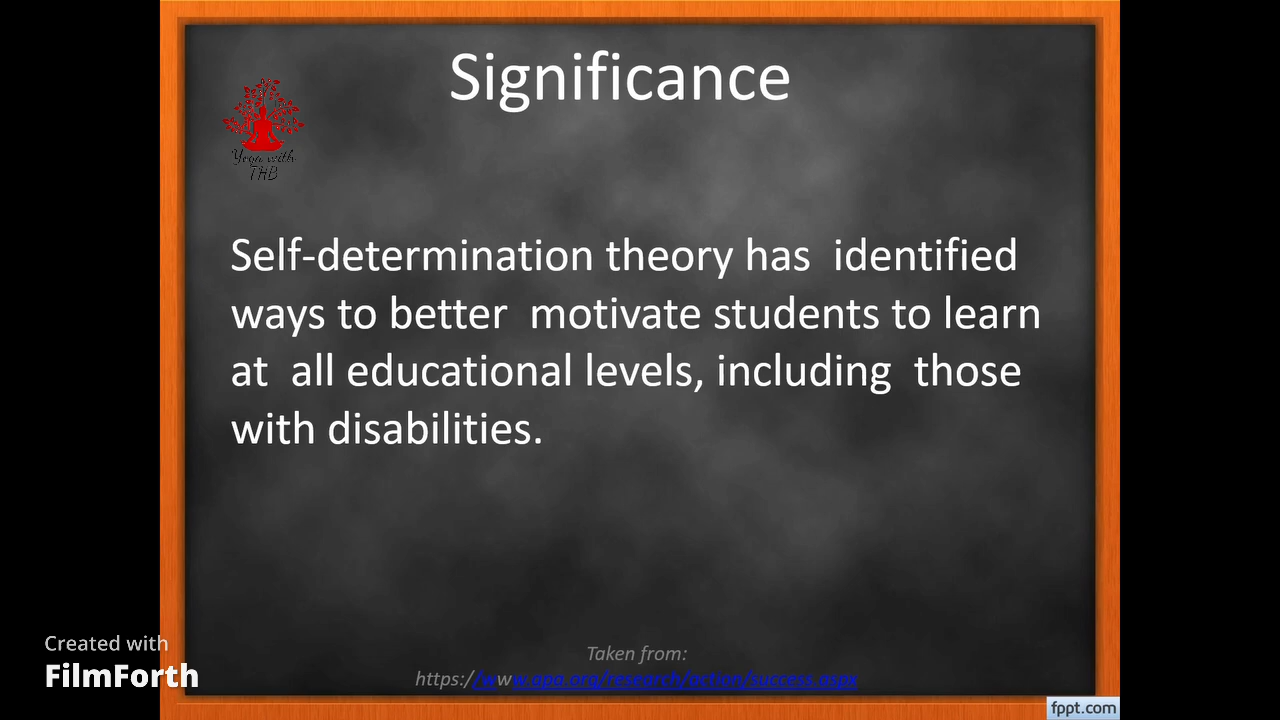 Significance
Yoga with
THB
Self-determination theory has  identified
ways to better  motivate students to learn
at  all educational levels, including  those
with disabilities.
Taken from:
https://www.apa.org/research/action/success.aspx
Created with
FilmForth
fppt.com